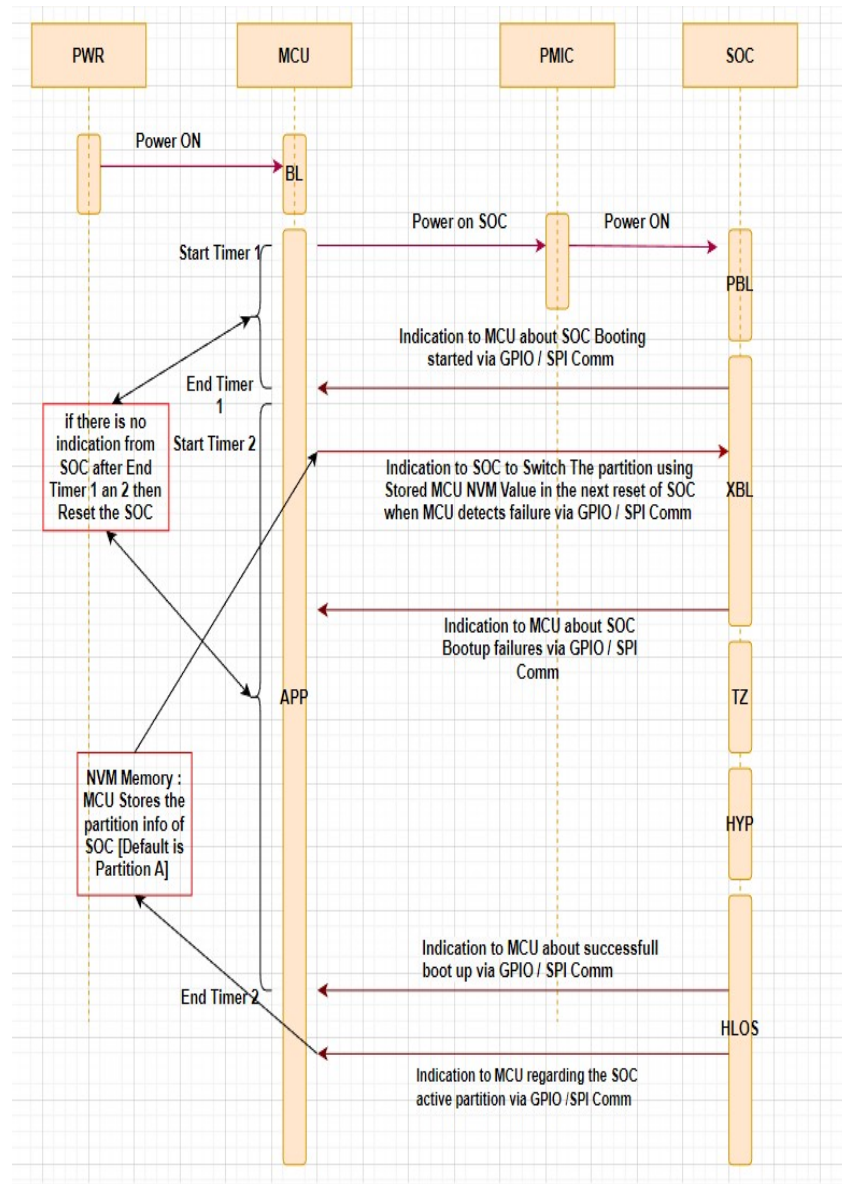 PWR
MCU
PMIC
SOC
Power ON
BL
Power on SOC
Power ON
Start Timer 1
PBL
Indication to MCU about SOC Booting
started via GPIO / SPI Comm
End Timer
1
if there is no
indication from
SOC after End
Timer 1 an 2 then
Reset the SOC
Start Timer 2
Indication to SOC to Switch The partition using
Stored MCU NVM Value in the next reset of SOC
when MCU detects failure via GPIO / SPI Comm
XBL
Indication to MCU about SOC
Bootup failures via GPIO / SPI
Comm
APP
TZ
NVM Memory :
MCU Stores the
partition info of
SOC [Default is
Partition A]
HYP
Indication to MCU about successfull
boot up via GPIO / SPI Comm
End Timer 2
HLOS
Indication to MCU regarding the SOC
active partition via GPIO /SPI Comm